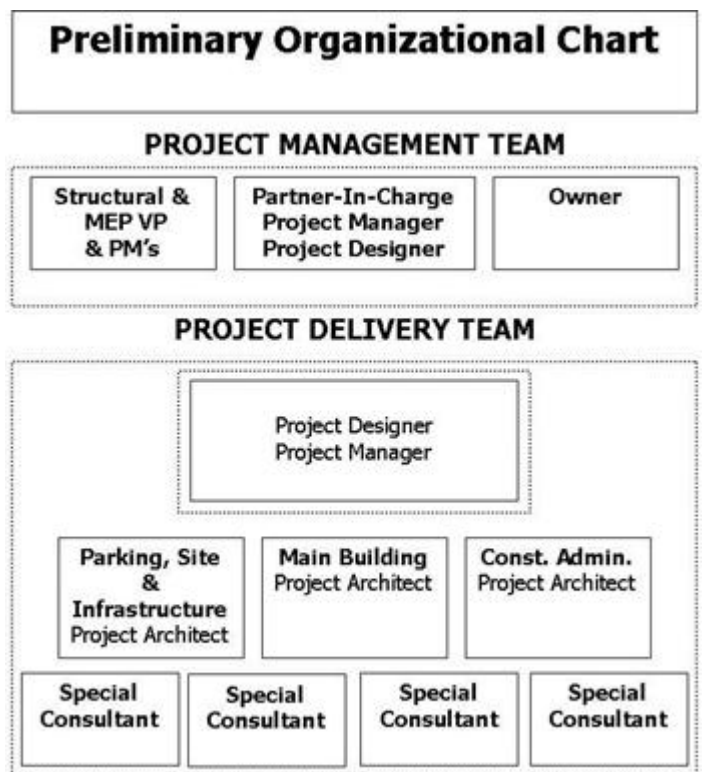 Preliminary Organizational Chart
PROJECT MANAGEMENT TEAM
Structural &
MEP VP
& PM's
Partner-In-Charge
Project Manager
Project Designer
Owner
PROJECT DELIVERY TEAM
Project Designer
Project Manager
Parking, Site
&
Infrastructure
Project Architect
Main Building
Project Architect
Const. Admin.
Project Architect
Special
Consultant
Special
Consultant
Special
Consultant
Special
Consultant